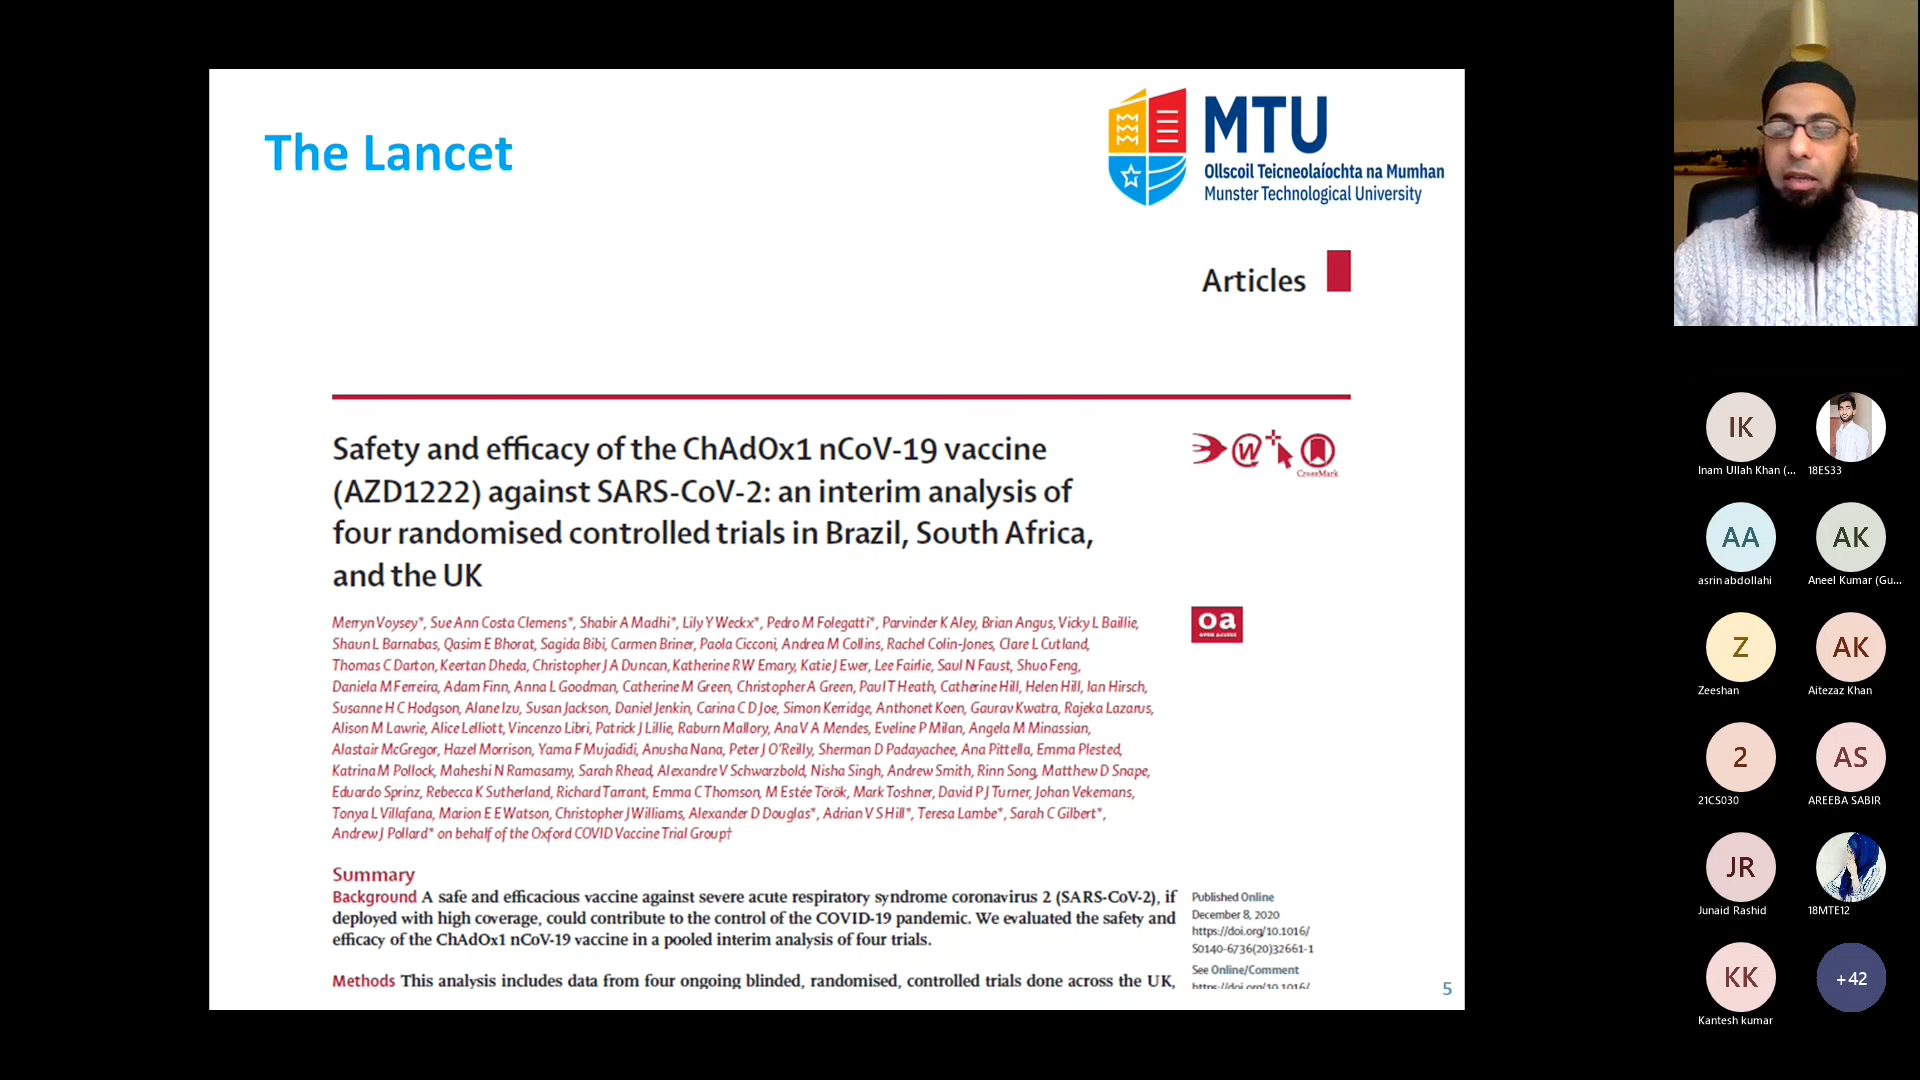 The Lancet
MTU
Ollscoil Teicneolaíochta na Mumhan
Munster Technological University
Articles
Safety and efficacy of the ChAdOx1 nCoV-19 vaccine
(AZD1222) against SARS-CoV-2: an interim analysis of
four randomised controlled trials in Brazil, South Africa,
and the UK
CrossMark
Merryn Voysey*, Sue Ann Costa Clemens*, Shabir A Madhi*, Lily Y Weckx*, Pedro M Folegatti*, Parvinder K Aley, Brian Angus, Vicky L Baillie,
Shaun L Barnabas, Qasim E Bhorat, Sagida Bibi, Carmen Briner, Paola Cicconi, Andrea M Collins, Rachel Colin-Jones, Clare L Cutland,
Thomas C Darton, Keertan Dheda, Christopher J A Duncan, Katherine R W Emary, Katie J Ewer, Lee Fairlie, Saul N Faust, Shuo Feng,
Daniela M Ferreira, Adam Finn, Anna L Goodman, Catherine M Green, Christopher A Green, Paul T Heath, Catherine Hill, Helen Hill, Ian Hirsch,
Susanne H C Hodgson, Alane Izu, Susan Jackson, Daniel Jenkin, Carina C D Joe, Simon Kerridge, Anthonet Koen, Gaurav Kwatra, Rajeka Lazarus,
Alison M Lawrie, Alice Lelliott, Vincenzo Libri, Patrick J Lillie, Raburn Mallory, Ana V A Mendes, Eveline P Milan, Angela M Minassian,
Alastair McGregor, Hazel Morrison, Yama F Mujadidi, Anusha Nana, Peter J O'Reilly, Sherman D Padayachee, Ana Pittella, Emma Plested,
Katrina M Pollock, Maheshi N Ramasamy, Sarah Rhead, Alexandre V Schwarzbold, Nisha Singh, Andrew Smith, Rinn Song, Matthew D Snape,
Eduardo Sprinz, Rebecca K Sutherland, Richard Tarrant, Emma C Thomson, M Estée Török, Mark Toshner, David P J Turner, Johan Vekemans,
Tonya L Villafana, Marion E E Watson, Christopher J Williams, Alexander D Douglas*, Adrian V S Hill*, Teresa Lambe*, Sarah C Gilbert*,
Andrew J Pollard* on behalf of the Oxford COVID Vaccine Trial Group†
oa
OPEN ACCESS
Summary
Background A safe and efficacious vaccine against severe acute respiratory syndrome coronavirus 2 (SARS-CoV-2), if
deployed with high coverage, could contribute to the control of the COVID-19 pandemic. We evaluated the safety and
efficacy of the ChAdOx1 nCoV-19 vaccine in a pooled interim analysis of four trials.
Methods This analysis includes data from four ongoing blinded, randomised, controlled trials done across the UK,
Published Online
December 8, 2020
https://doi.org/10.1016/
S0140-6736(20)32661-1
See Online/Comment
https://doi.org/10.1016/
5
IK
Inam Ullah Khan (...
18ES33
AA
asrin abdollahi
AK
Aneel Kumar (Gu...
Z
Zeeshan
AK
Aitezaz Khan
2
21CS030
AS
AREEBA SABIR
JR
Junaid Rashid
18MTE12
KK
Kantesh kumar
+42